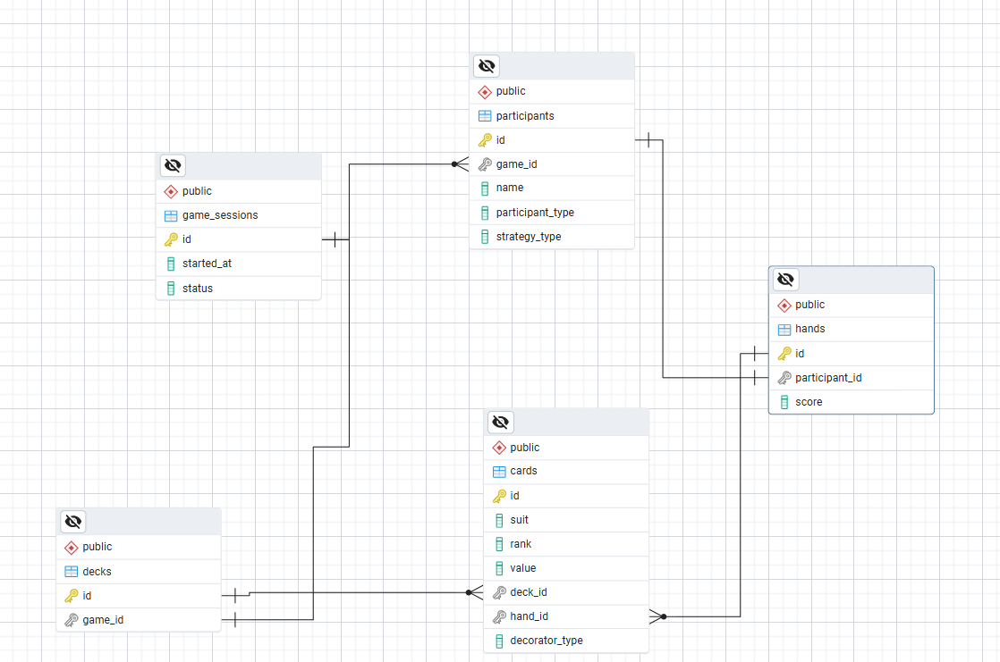 public
participants
id
game_id
name
participant_type
strategy_type
public
game_sessions
id
started_at
status
public
hands
id
participant_id
score
public
cards
id
suit
rank
value
deck_id
hand_id
decorator_type
public
decks
id
game_id